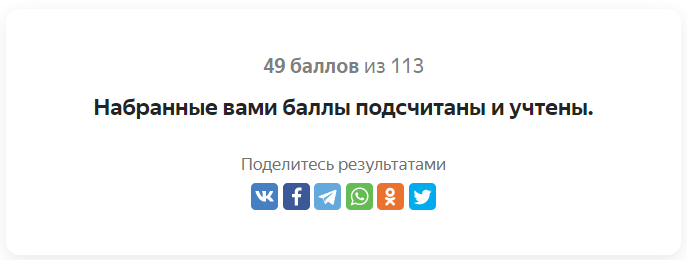 49 баллов из 113
Набранные вами баллы подсчитаны и учтены.
Поделитесь результатами